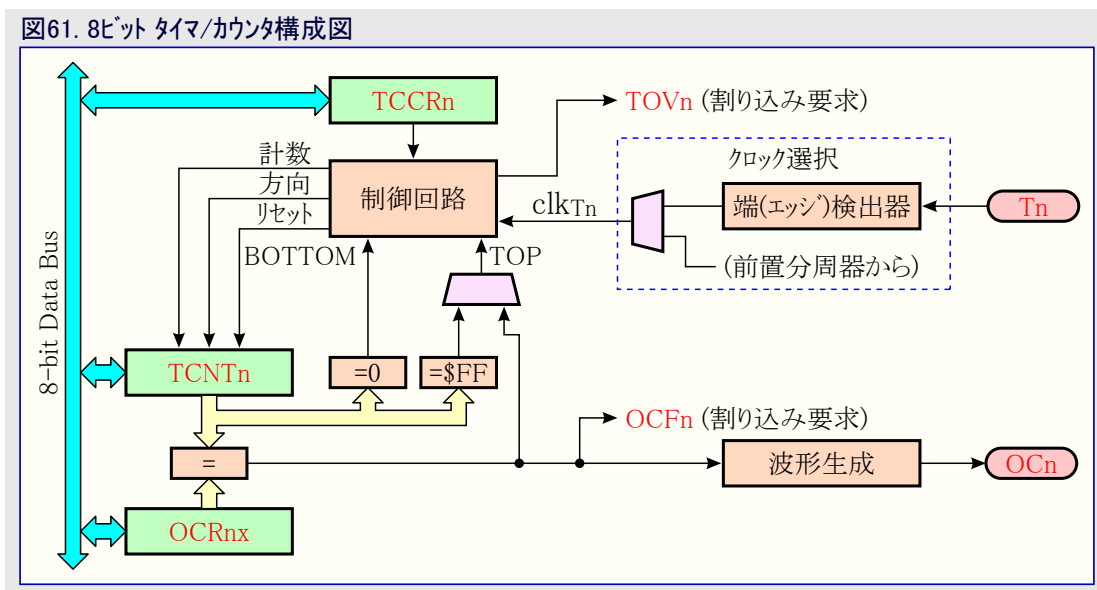 図61. 8ビット タイマ/カウンタ構成図
TCCRn
TOVn (割り込み要求)
計数
方向
リセット
制御回路
clkTn
クロック選択
端(エッジ)検出器
Tn
(前置分周器から)
BOTTOM
TOP
8-bit Data Bus
TCNTn
=0
=$FF
OCFn (割り込み要求)
=
波形生成
OCn
OCRnx